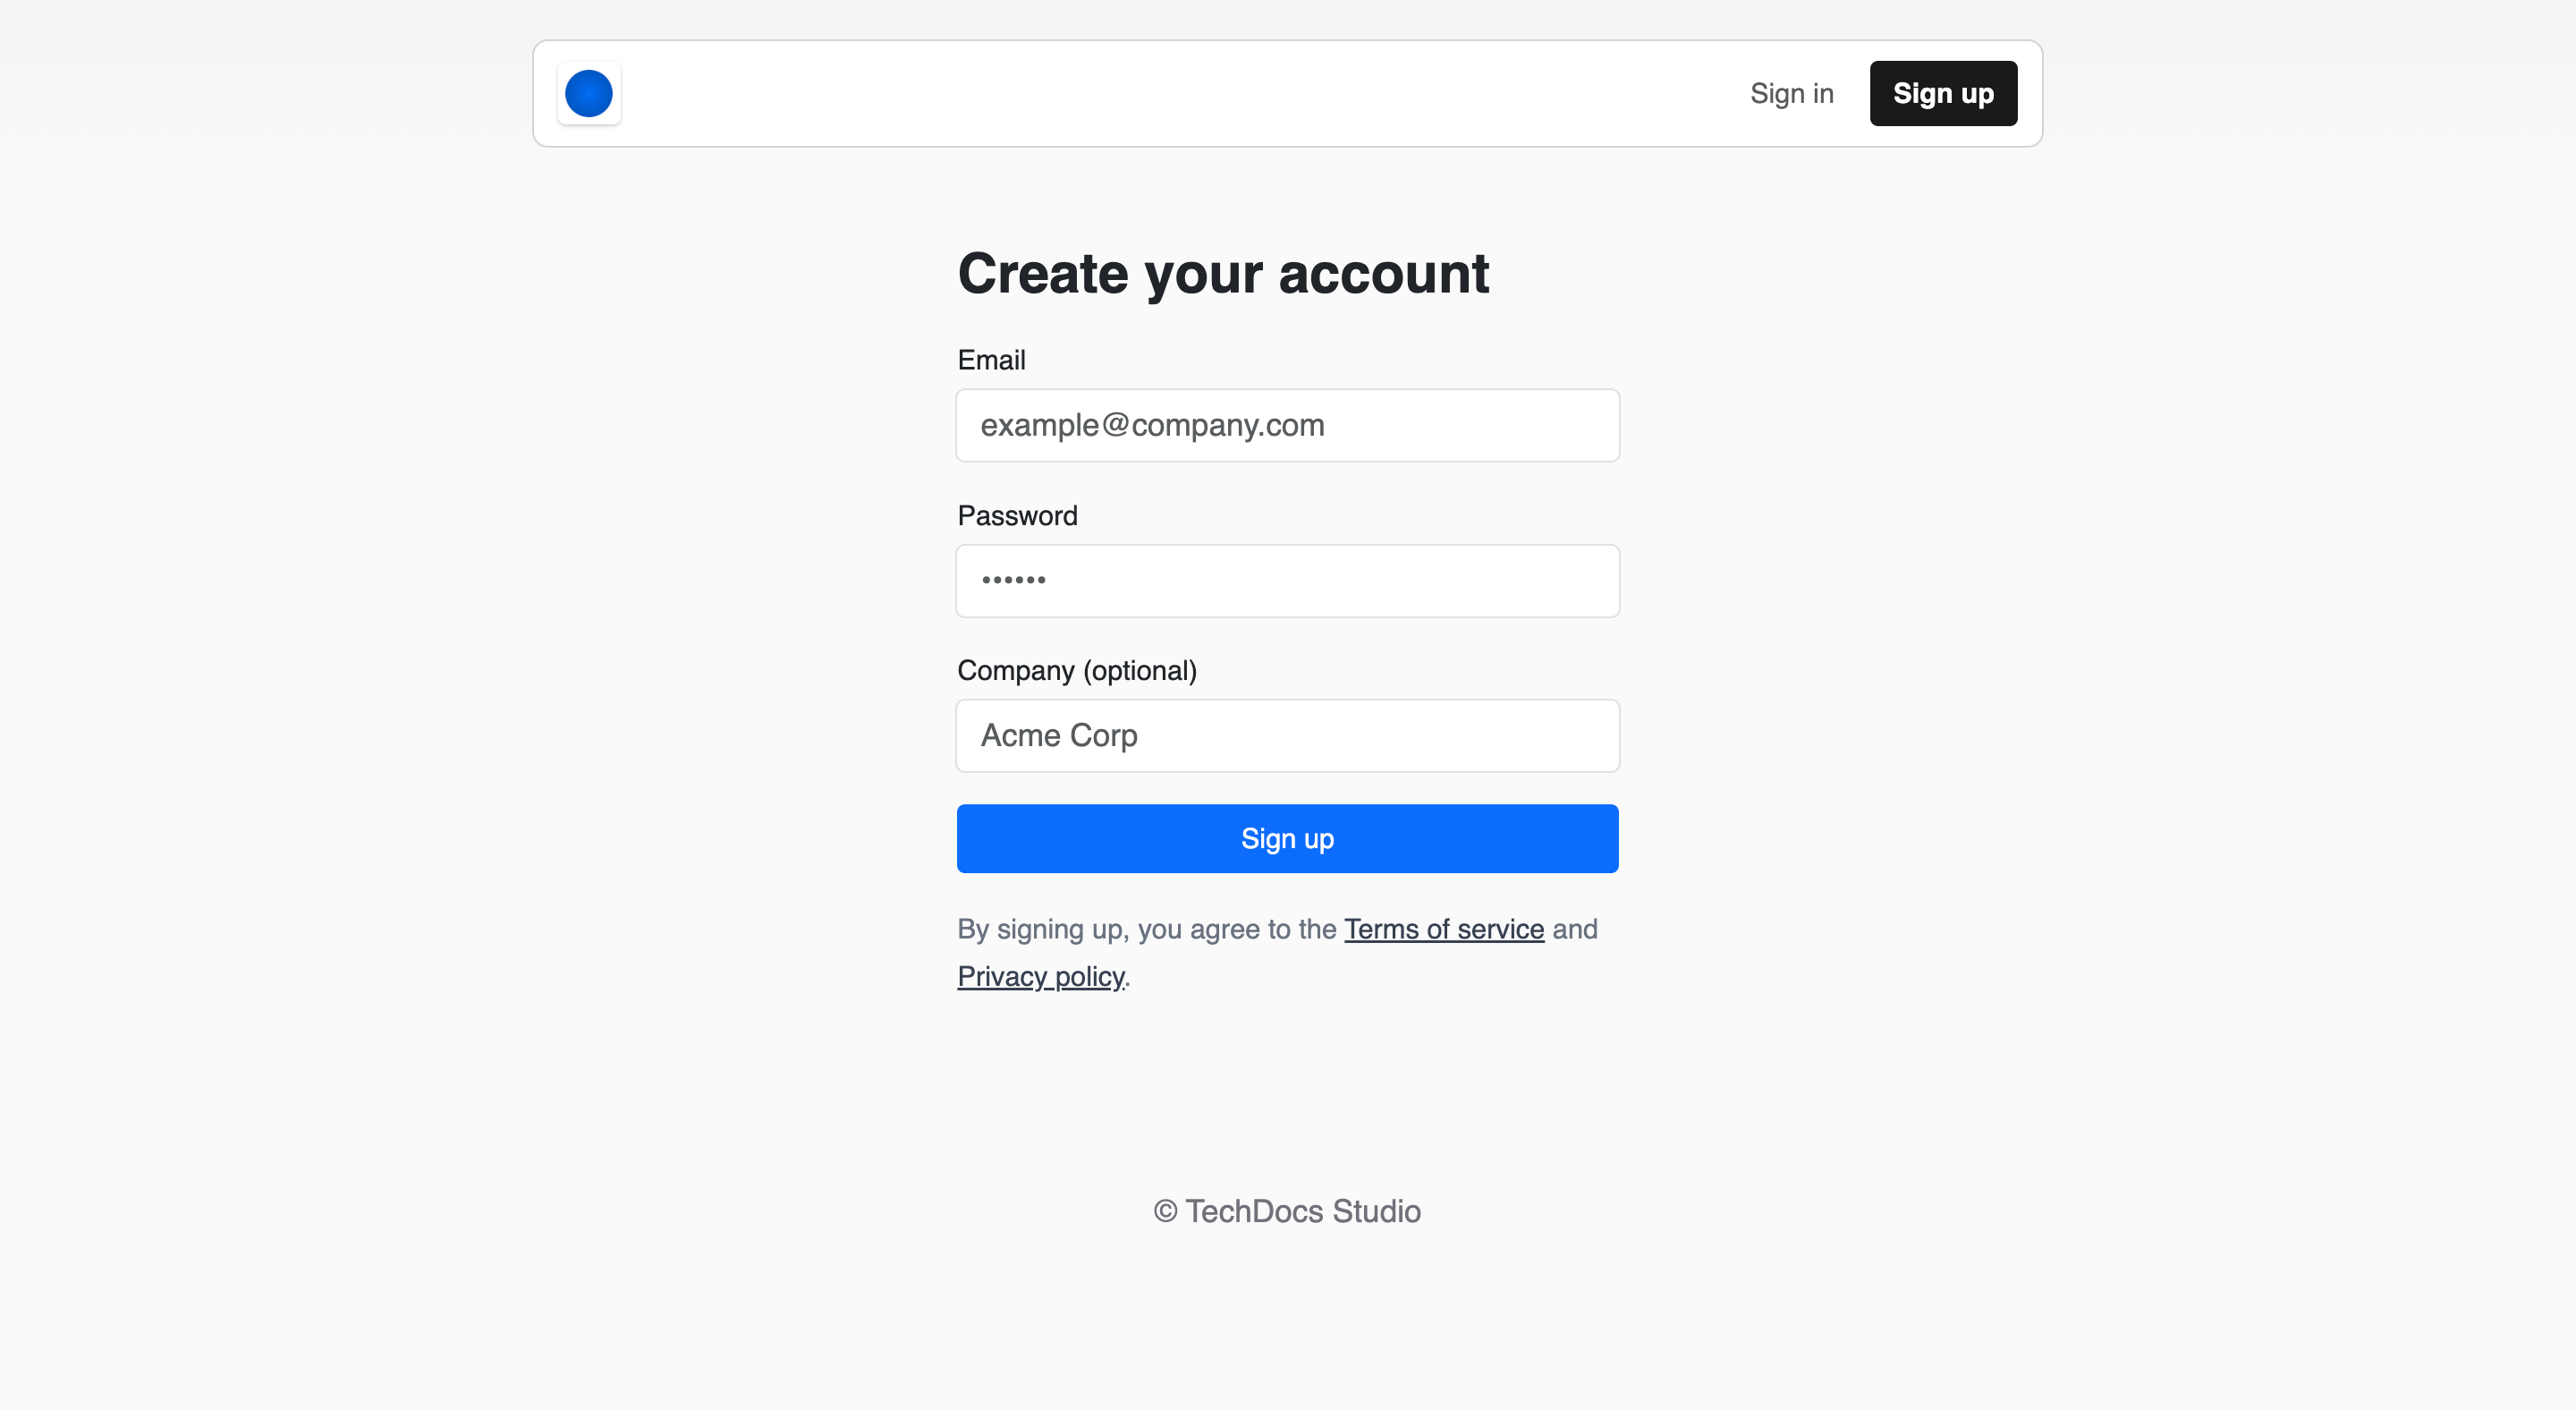 Sign in
Sign up
Create your account
Email
example@company.com
Password
••••••
Company (optional)
Acme Corp
Sign up
By signing up, you agree to the Terms of service and
Privacy policy.
© TechDocs Studio